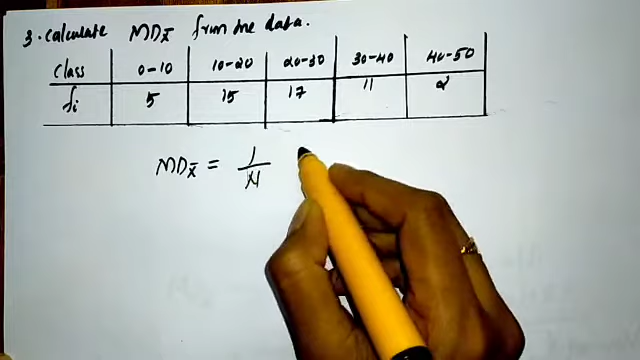 3. Calculate MDx̄ from the data.
Class 0-10 10-20 20-30 30-40 40-50
fi 5 15 17 11 2
MDx̄ = 1/N